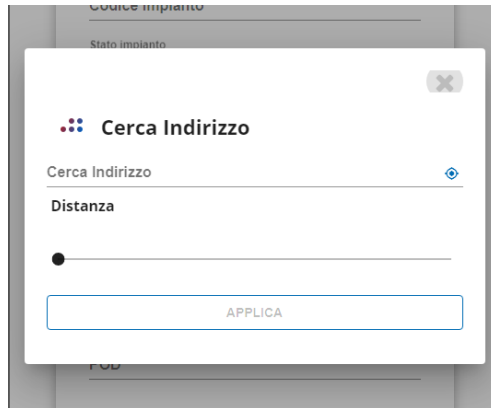 Codice Impianto
Stato impianto
Cerca Indirizzo
Cerca Indirizzo
Distanza
APPLICA
POD